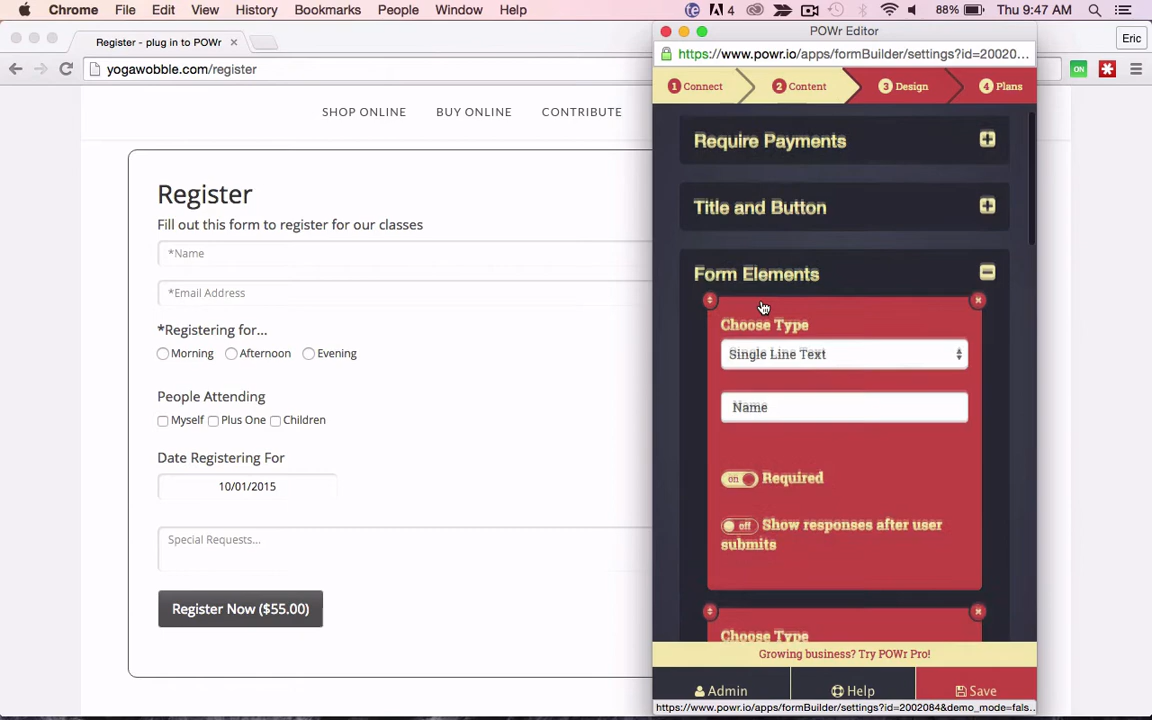 Chrome File Edit View History Bookmarks People Window Help 4 88% Thu 9:47 AM
Register - plug in to POWr
Eric
yogawobble.com/register
ON
SHOP ONLINE BUY ONLINE CONTRIBUTE
Register
Fill out this form to register for our classes
*Name
*Email Address
*Registering for...
Morning Afternoon Evening
People Attending
Myself Plus One Children
Date Registering For
10/01/2015
Special Requests...
Register Now ($55.00)
POWr Editor
https://www.powr.io/apps/formBuilder/settings?id=20020...
1 Connect 2 Content 3 Design 4 Plans
Require Payments
Title and Button
Form Elements
Choose Type
Single Line Text
Name
on Required
off Show responses after user
submits
Choose Type
Growing business? Try POWr Pro!
Admin Help Save
https://www.powr.io/apps/formBuilder/settings?id=2002084&demo_mode=fals...